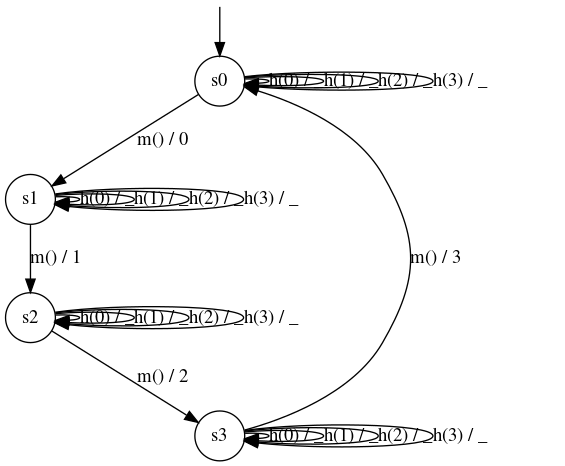 s0
h(0) / _h(1) / _h(2) / _h(3) / _
m() / 0
s1
h(0) / _h(1) / _h(2) / _h(3) / _
m() / 1
m() / 3
s2
h(0) / _h(1) / _h(2) / _h(3) / _
m() / 2
s3
h(0) / _h(1) / _h(2) / _h(3) / _